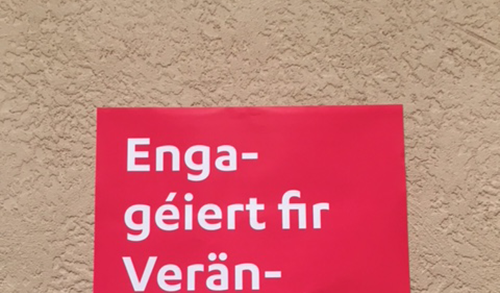 Enga-
géiert fir
Verän-